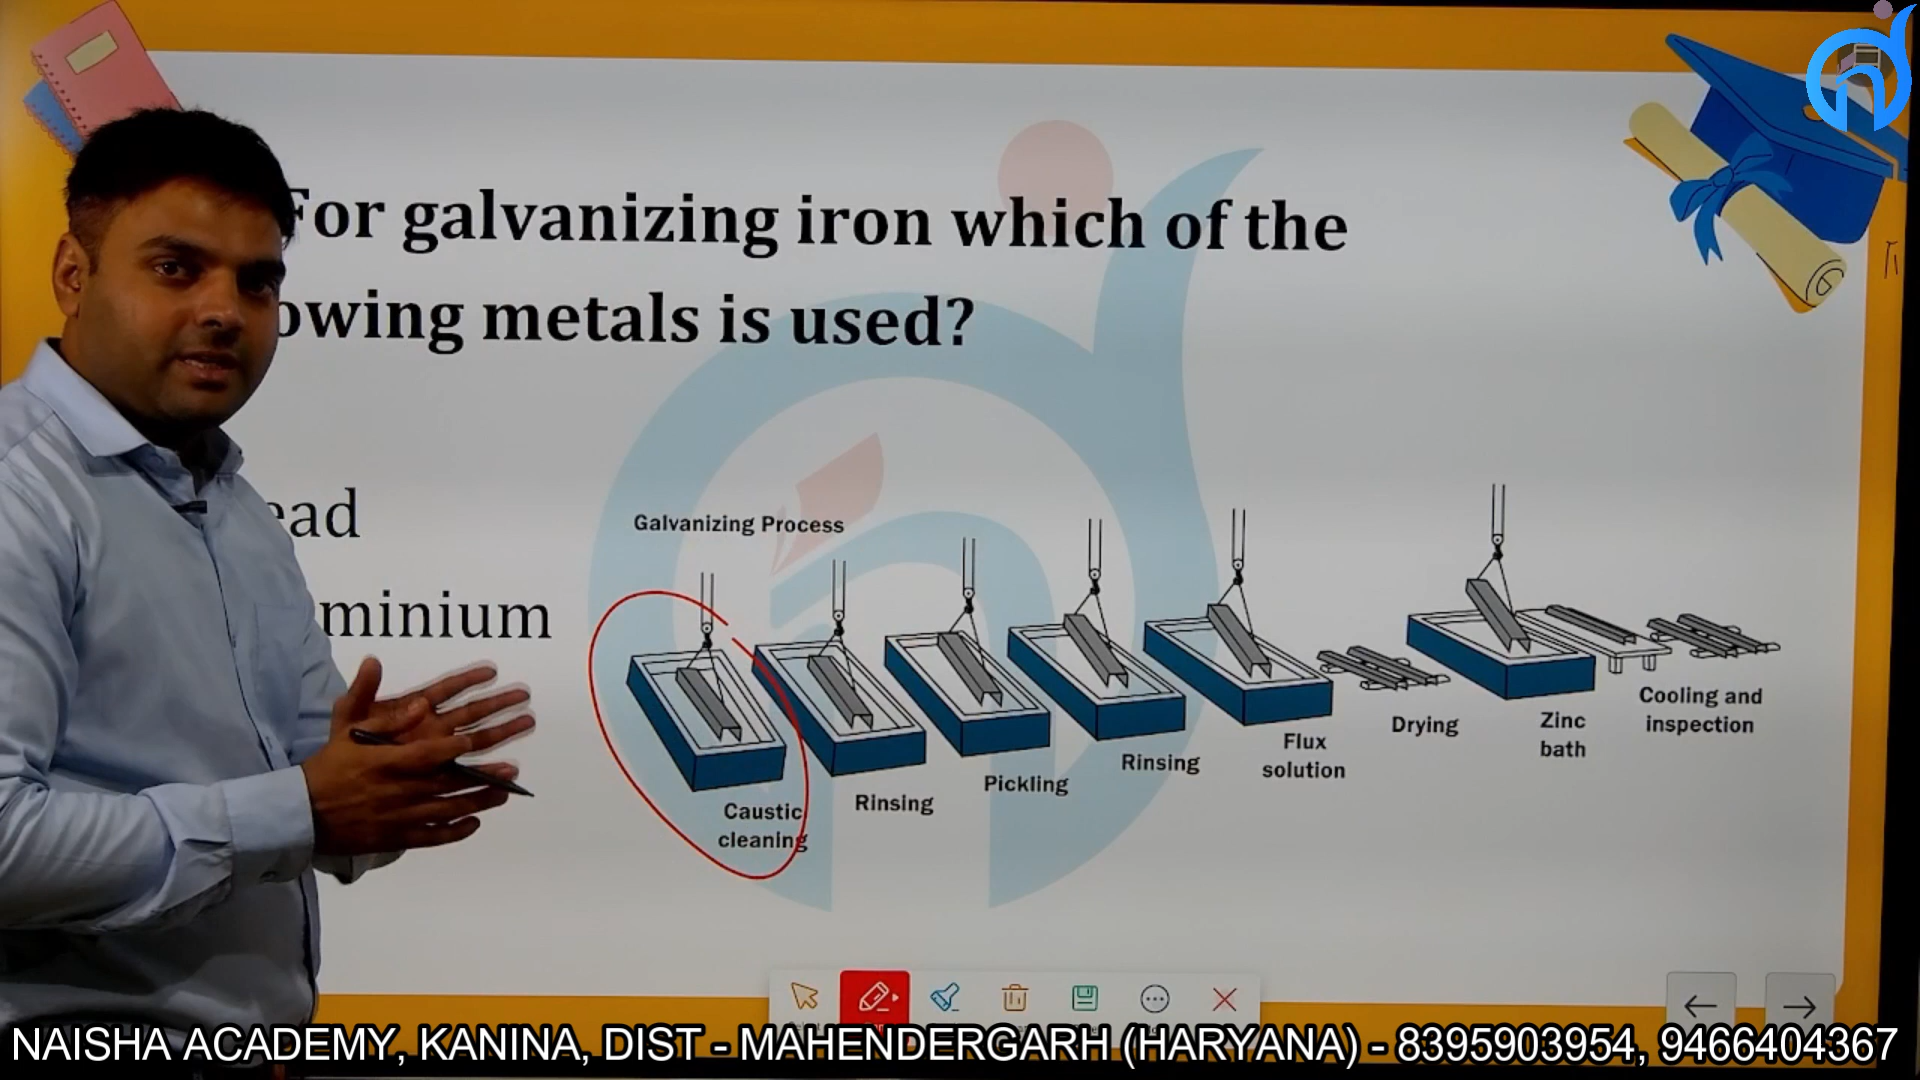 For galvanizing iron which of the
owing metals is used?
ead
minium
Galvanizing Process
Caustic
cleaning
Rinsing
Pickling
Rinsing
Flux
solution
Drying
Zinc
bath
Cooling and
inspection
NAISHA ACADEMY, KANINA, DIST - MAHENDERGARH (HARYANA) - 8395903954, 9466404367